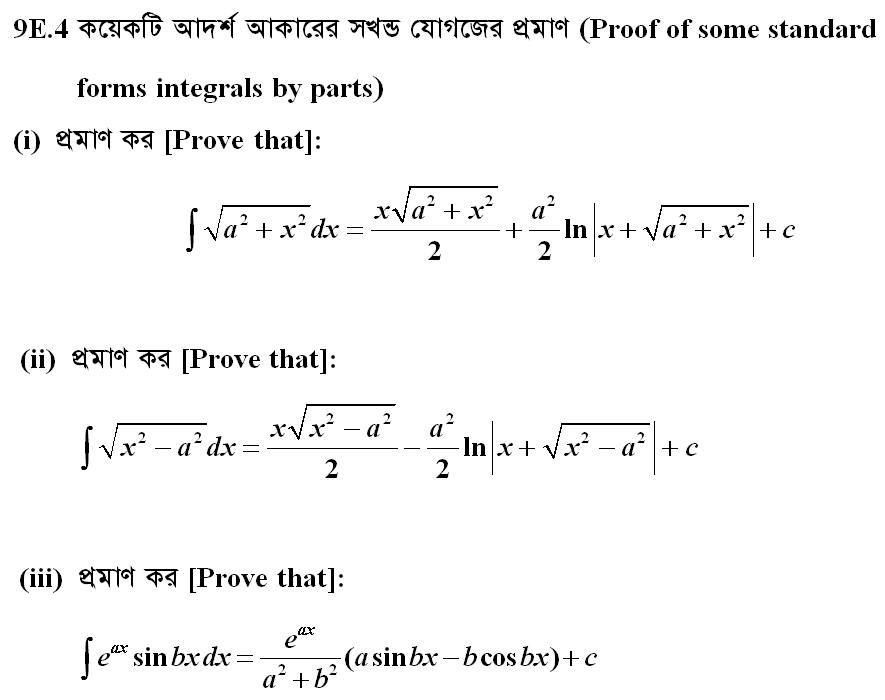 9E.4 কয়েকটি আদর্শ আকারের সখন্ড যোগজের প্রমাণ (Proof of some standard
forms integrals by parts)
(i) প্রমাণ কর [Prove that]:
∫√(a² + x²) dx = x√(a² + x²)/2 + a²/2 ln|x + √(a² + x²)| + c
(ii) প্রমাণ কর [Prove that]:
∫√(x² − a²) dx = x√(x² − a²)/2 − a²/2 ln|x + √(x² − a²)| + c
(iii) প্রমাণ কর [Prove that]:
∫e^{ax} sin bx dx = e^{ax}/(a² + b²) (a sin bx − b cos bx) + c